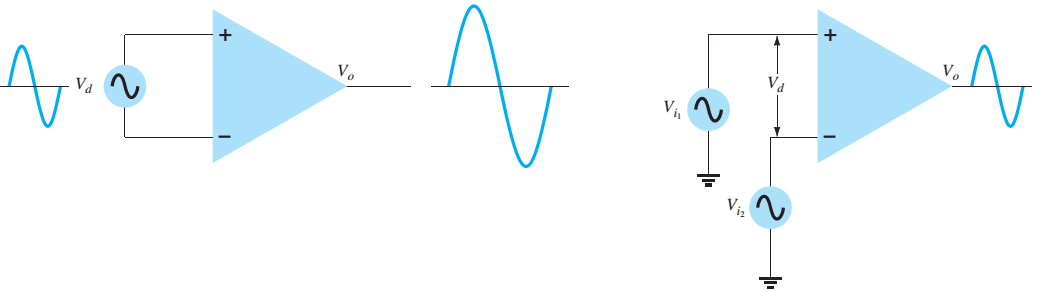 V_d
+
−
V_o
V_{i_1}
V_d
+
−
V_o
V_{i_2}